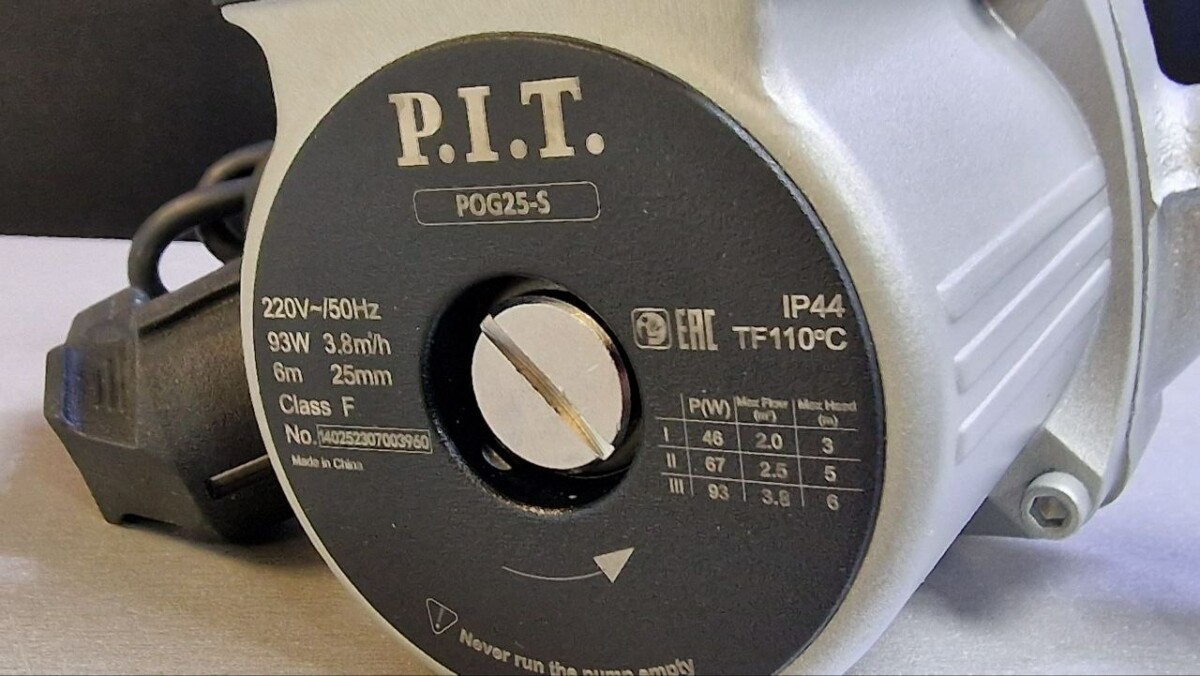 P.I.T.
POG25-S
220V~/50Hz
93W 3.8m³/h
6m 25mm
Class F
No. 140252307003960
Made in China
IP44
EAC TF110°C
P(W) Max Flow (m³) Max Head (m)
I 46 2.0 3
II 67 2.5 5
III 93 3.8 6
Never run the pump empty